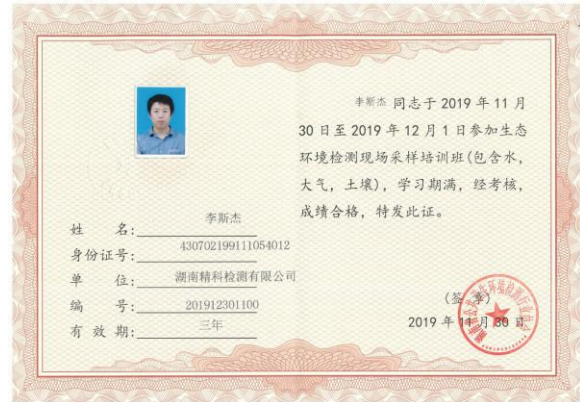 姓 名: 李斯杰
身份证号: 430702199111054012
单 位: 湖南精科检测有限公司
编 号: 201912301100
有 效 期: 三年
李斯杰 同志于 2019 年 11 月
30 日至 2019 年 12 月 1 日参加生态
环境检测现场采样培训班(包含水,
大气, 土壤), 学习期满, 经考核,
成绩合格, 特发此证。
(签 章)
2019 年 11 月 30 日